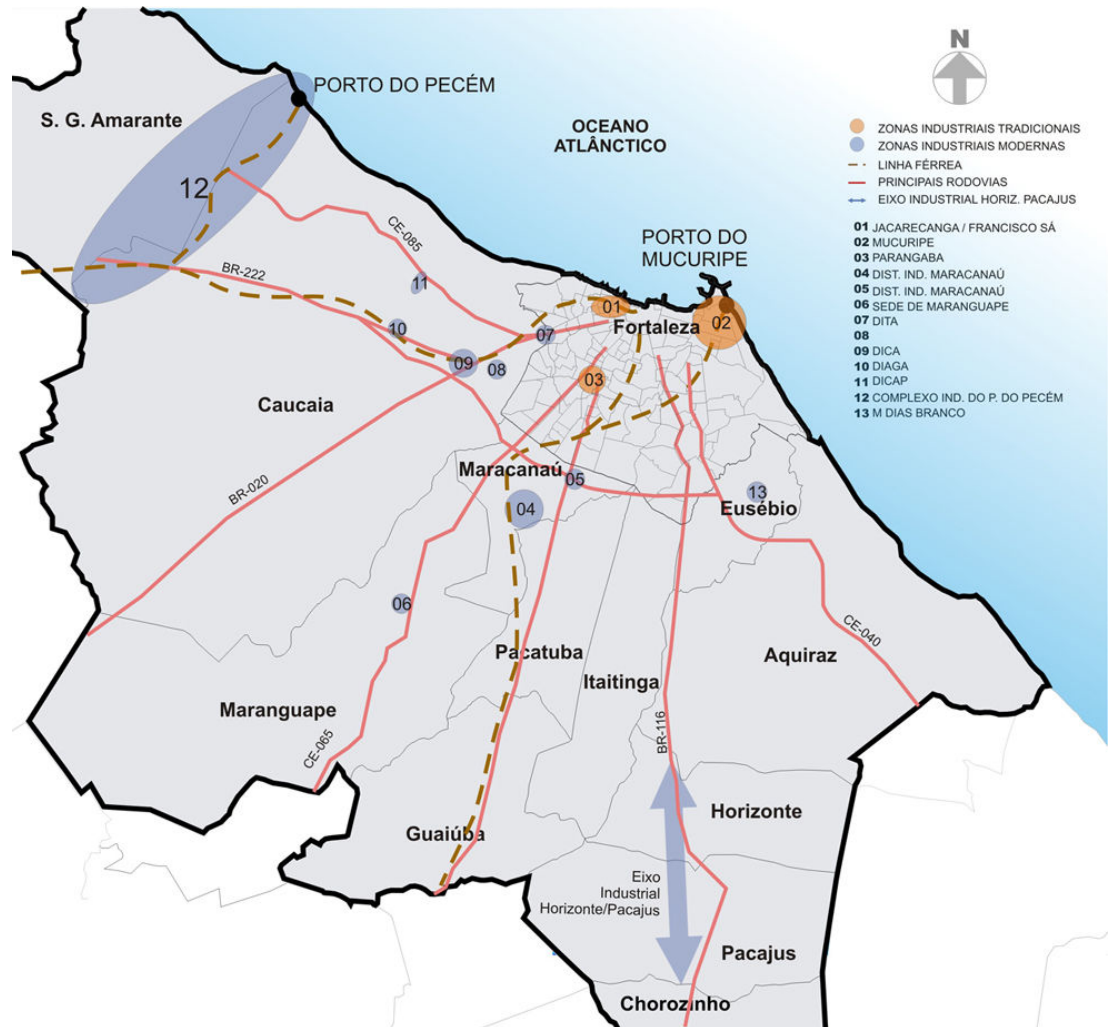 N
PORTO DO PECÉM
S. G. Amarante
OCEANO
ATLÂNCTICO
ZONAS INDUSTRIAIS TRADICIONAIS
ZONAS INDUSTRIAIS MODERNAS
LINHA FÉRREA
PRINCIPAIS RODOVIAS
EIXO INDUSTRIAL HORIZ. PACAJUS
01 JACARECANGA / FRANCISCO SÁ
02 MUCURIPE
03 PARANGABA
04 DIST. IND. MARACANAÚ
05 DIST. IND. MARACANAÚ
06 SEDE DE MARANGUAPE
07 DITA
08
09 DICA
10 DIAGA
11 DICAP
12 COMPLEXO IND. DO P. DO PECÉM
13 M DIAS BRANCO
12
CE-085
PORTO DO
MUCURIPE
BR-222
11
01
02
Fortaleza
10
07
09
08
03
Caucaia
Maracanaú
05
04
13
Eusébio
BR-020
06
CE-040
Pacatuba
Aquiraz
Itaitinga
Maranguape
CE-065
BR-116
Horizonte
Guaiúba
Eixo
Industrial
Horizonte/Pacajus
Pacajus
Chorozinho